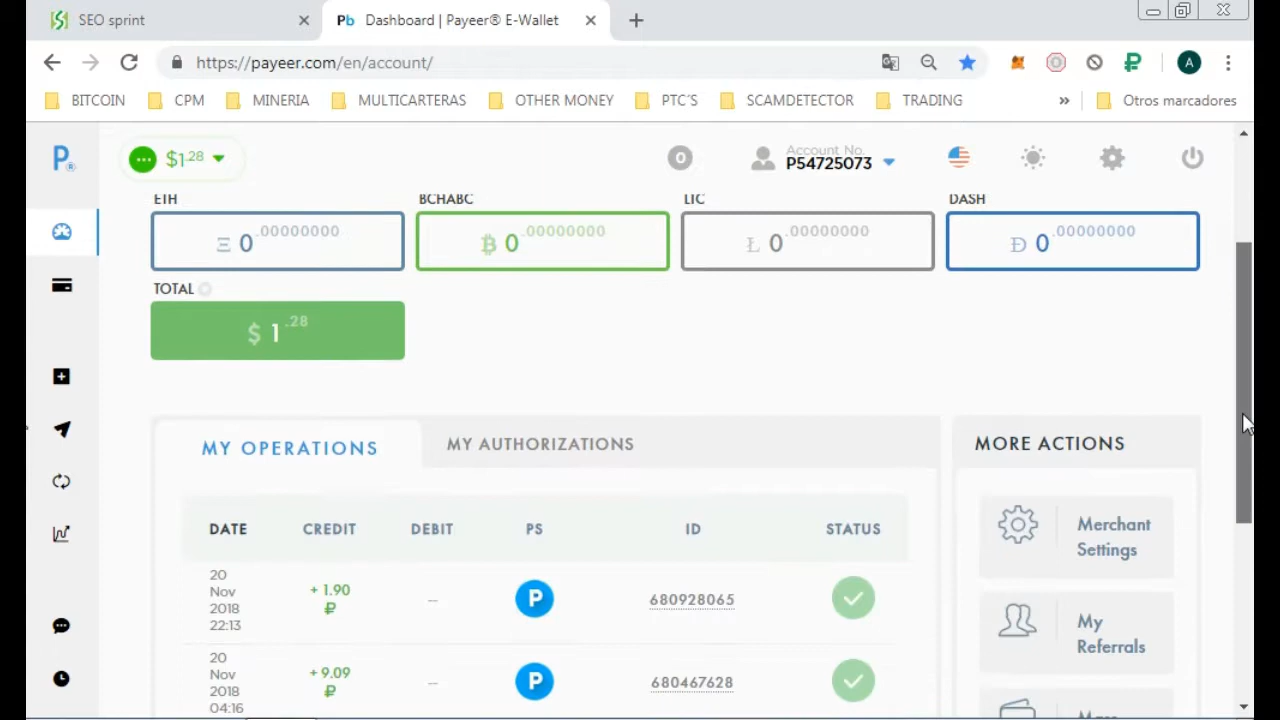 SEO sprint
Pb Dashboard | Payeer® E-Wallet
https://payeer.com/en/account/
A
BITCOIN CPM MINERIA MULTICARTERAS OTHER MONEY PTC´S SCAMDETECTOR TRADING » Otros marcadores
P®
$1.28
0
Account No.
P54725073
ETH BCHABC LTC DASH
Ξ 0.00000000 ₿ 0.00000000 Ł 0.00000000 Đ 0.00000000
TOTAL
$ 1.28
MY OPERATIONS MY AUTHORIZATIONS MORE ACTIONS
DATE CREDIT DEBIT PS ID STATUS
Merchant
Settings
20
Nov
2018
22:13
+ 1.90
₽
–
P
680928065
My
Referrals
20
Nov
2018
04:16
+ 9.09
₽
–
P
680467628